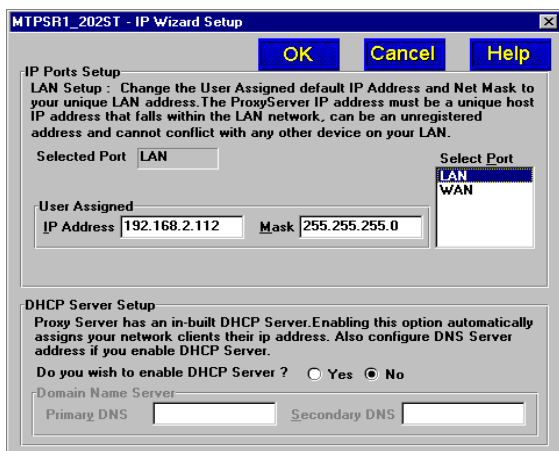 MTPSR1_202ST - IP Wizard Setup
OK Cancel Help
IP Ports Setup
LAN Setup : Change the User Assigned default IP Address and Net Mask to
your unique LAN address.The ProxyServer IP address must be a unique host
IP address that falls within the LAN network, can be an unregistered
address and cannot conflict with any other device on your LAN.
Selected Port LAN
Select Port
LAN
WAN
User Assigned
IP Address 192.168.2.112 Mask 255.255.255.0
DHCP Server Setup
Proxy Server has an in-built DHCP Server.Enabling this option automatically
assigns your network clients their ip address. Also configure DNS Server
address if you enable DHCP Server.
Do you wish to enable DHCP Server ? Yes No
Domain Name Server
Primary DNS Secondary DNS